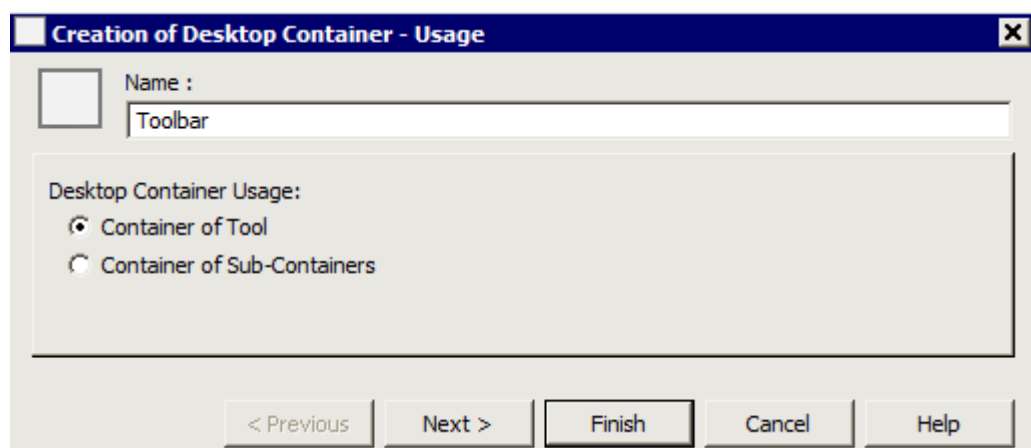 Creation of Desktop Container - Usage
Name :
Toolbar
Desktop Container Usage:
Container of Tool
Container of Sub-Containers
< Previous Next > Finish Cancel Help